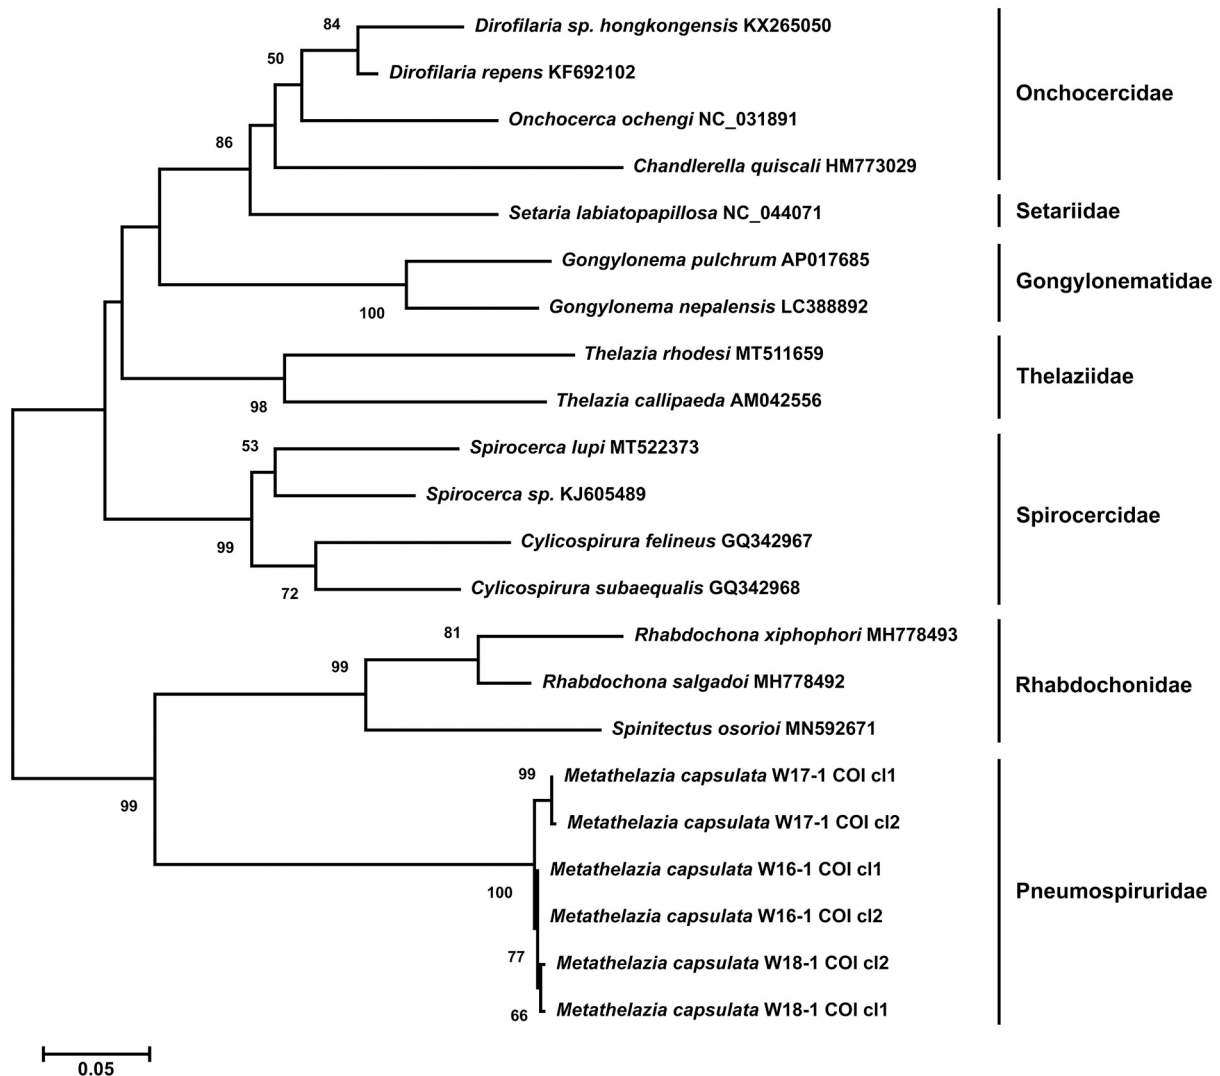 84
Dirofilaria sp. hongkongensis KX265050
50
Dirofilaria repens KF692102
Onchocercidae
Onchocerca ochengi NC_031891
86
Chandlerella quiscali HM773029
Setaria labiatopapillosa NC_044071
Setariidae
Gongylonema pulchrum AP017685
Gongylonematidae
100
Gongylonema nepalensis LC388892
Thelazia rhodesi MT511659
Thelaziidae
98
Thelazia callipaeda AM042556
53
Spirocerca lupi MT522373
Spirocerca sp. KJ605489
Spirocercidae
99
Cylicospirura felineus GQ342967
72
Cylicospirura subaequalis GQ342968
81
Rhabdochona xiphophori MH778493
99
Rhabdochona salgadoi MH778492
Rhabdochonidae
Spinitectus osorioi MN592671
99
Metathelazia capsulata W17-1 COI cl1
99
Metathelazia capsulata W17-1 COI cl2
Metathelazia capsulata W16-1 COI cl1
100
Pneumospiruridae
Metathelazia capsulata W16-1 COI cl2
77
Metathelazia capsulata W18-1 COI cl2
66
Metathelazia capsulata W18-1 COI cl1
0.05